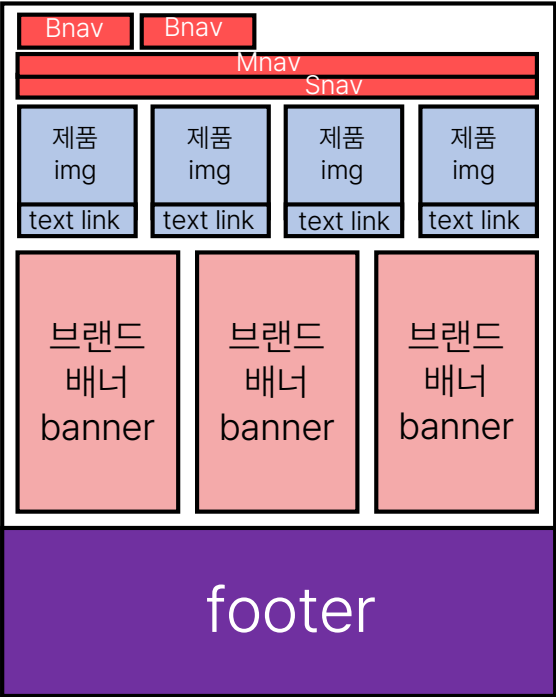 Bnav
Bnav
Mnav
Snav
제품
img
text link
제품
img
text link
제품
img
text link
제품
img
text link
브랜드
배너
banner
브랜드
배너
banner
브랜드
배너
banner
footer